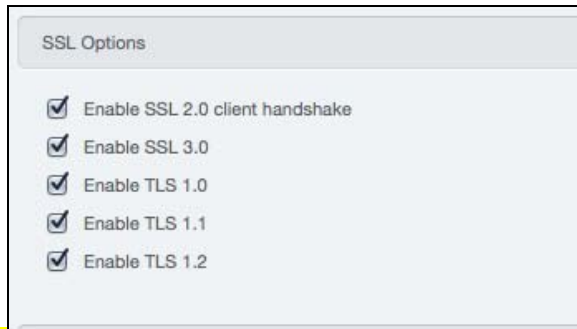 SSL Options
Enable SSL 2.0 client handshake
Enable SSL 3.0
Enable TLS 1.0
Enable TLS 1.1
Enable TLS 1.2